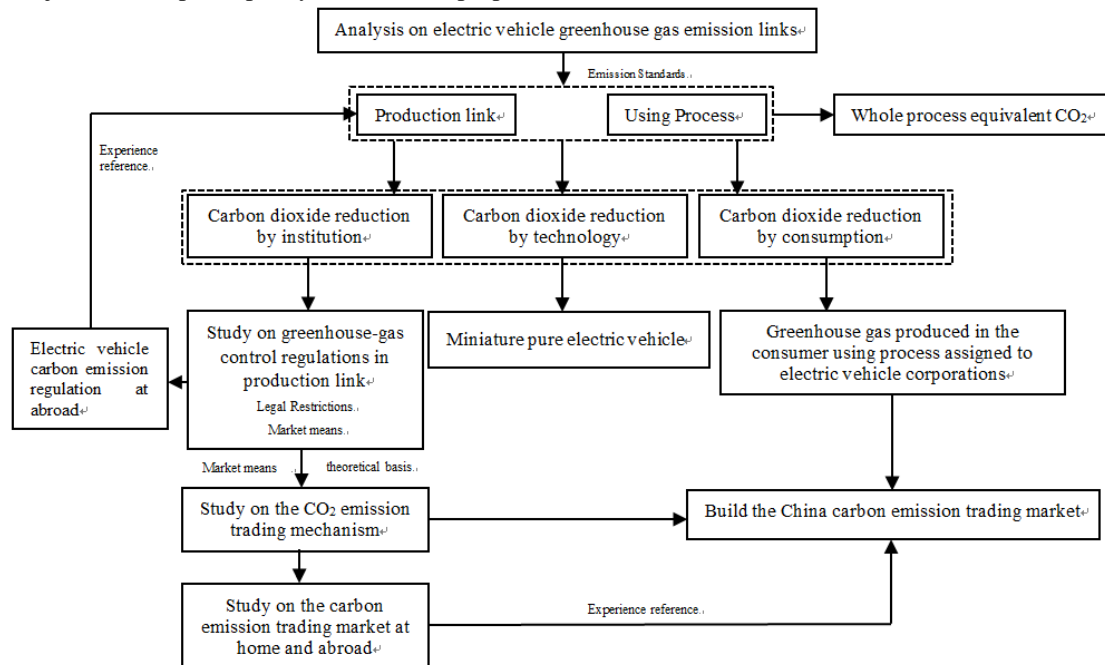 Analysis on electric vehicle greenhouse gas emission links
Emission Standards.
Production link
Using Process
Whole process equivalent CO₂
Experience
reference.
Carbon dioxide reduction
by institution
Carbon dioxide reduction
by technology
Carbon dioxide reduction
by consumption
Electric vehicle
carbon emission
regulation at
abroad
Study on greenhouse-gas
control regulations in
production link
Legal Restrictions.
Market means.
Miniature pure electric vehicle
Greenhouse gas produced in the
consumer using process assigned to
electric vehicle corporations
Market means . theoretical basis.
Study on the CO₂ emission
trading mechanism
Build the China carbon emission trading market
Study on the carbon
emission trading market at
home and abroad
Experience reference.